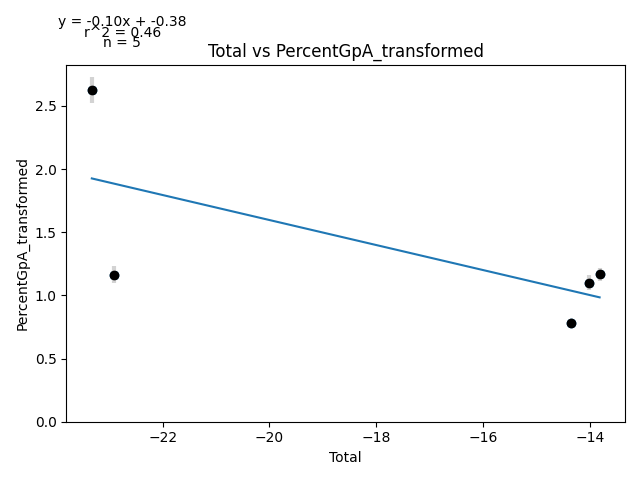 y = -0.10x + -0.38
r^2 = 0.46
n = 5
Total vs PercentGpA_transformed
PercentGpA_transformed
2.5
2.0
1.5
1.0
0.5
0.0
−22
−20
−18
−16
−14
Total